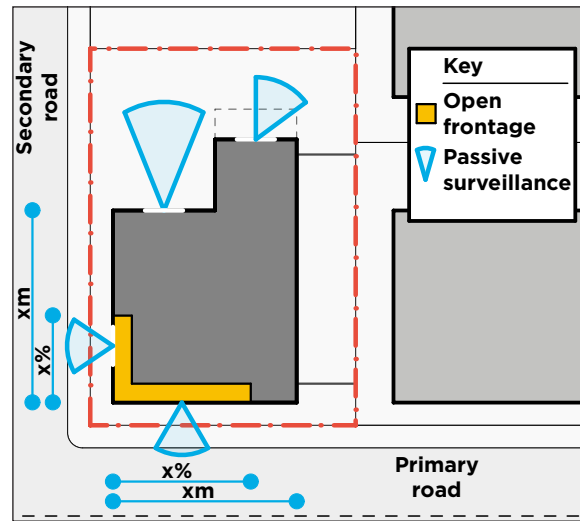 Secondary
road
Key
Open
frontage
Passive
surveillance
xm
x%
x%
xm
Primary
road